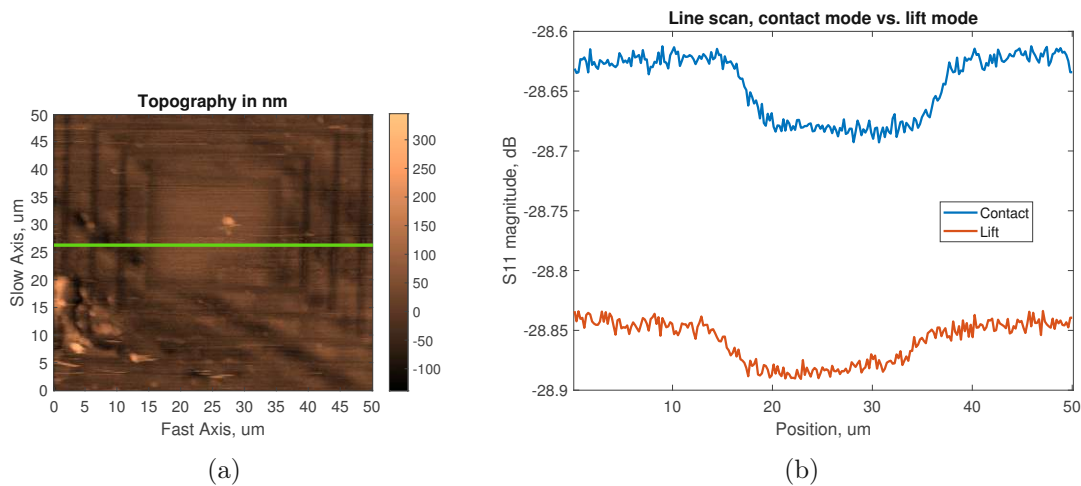 Topography in nm
50
45
40
35
30
25
20
15
10
5
0
Slow Axis, um
0 5 10 15 20 25 30 35 40 45 50
Fast Axis, um
300
250
200
150
100
50
0
-50
-100
(a)
Line scan, contact mode vs. lift mode
-28.6
-28.65
-28.7
-28.75
-28.8
-28.85
-28.9
S11 magnitude, dB
Contact
Lift
10 20 30 40 50
Position, um
(b)